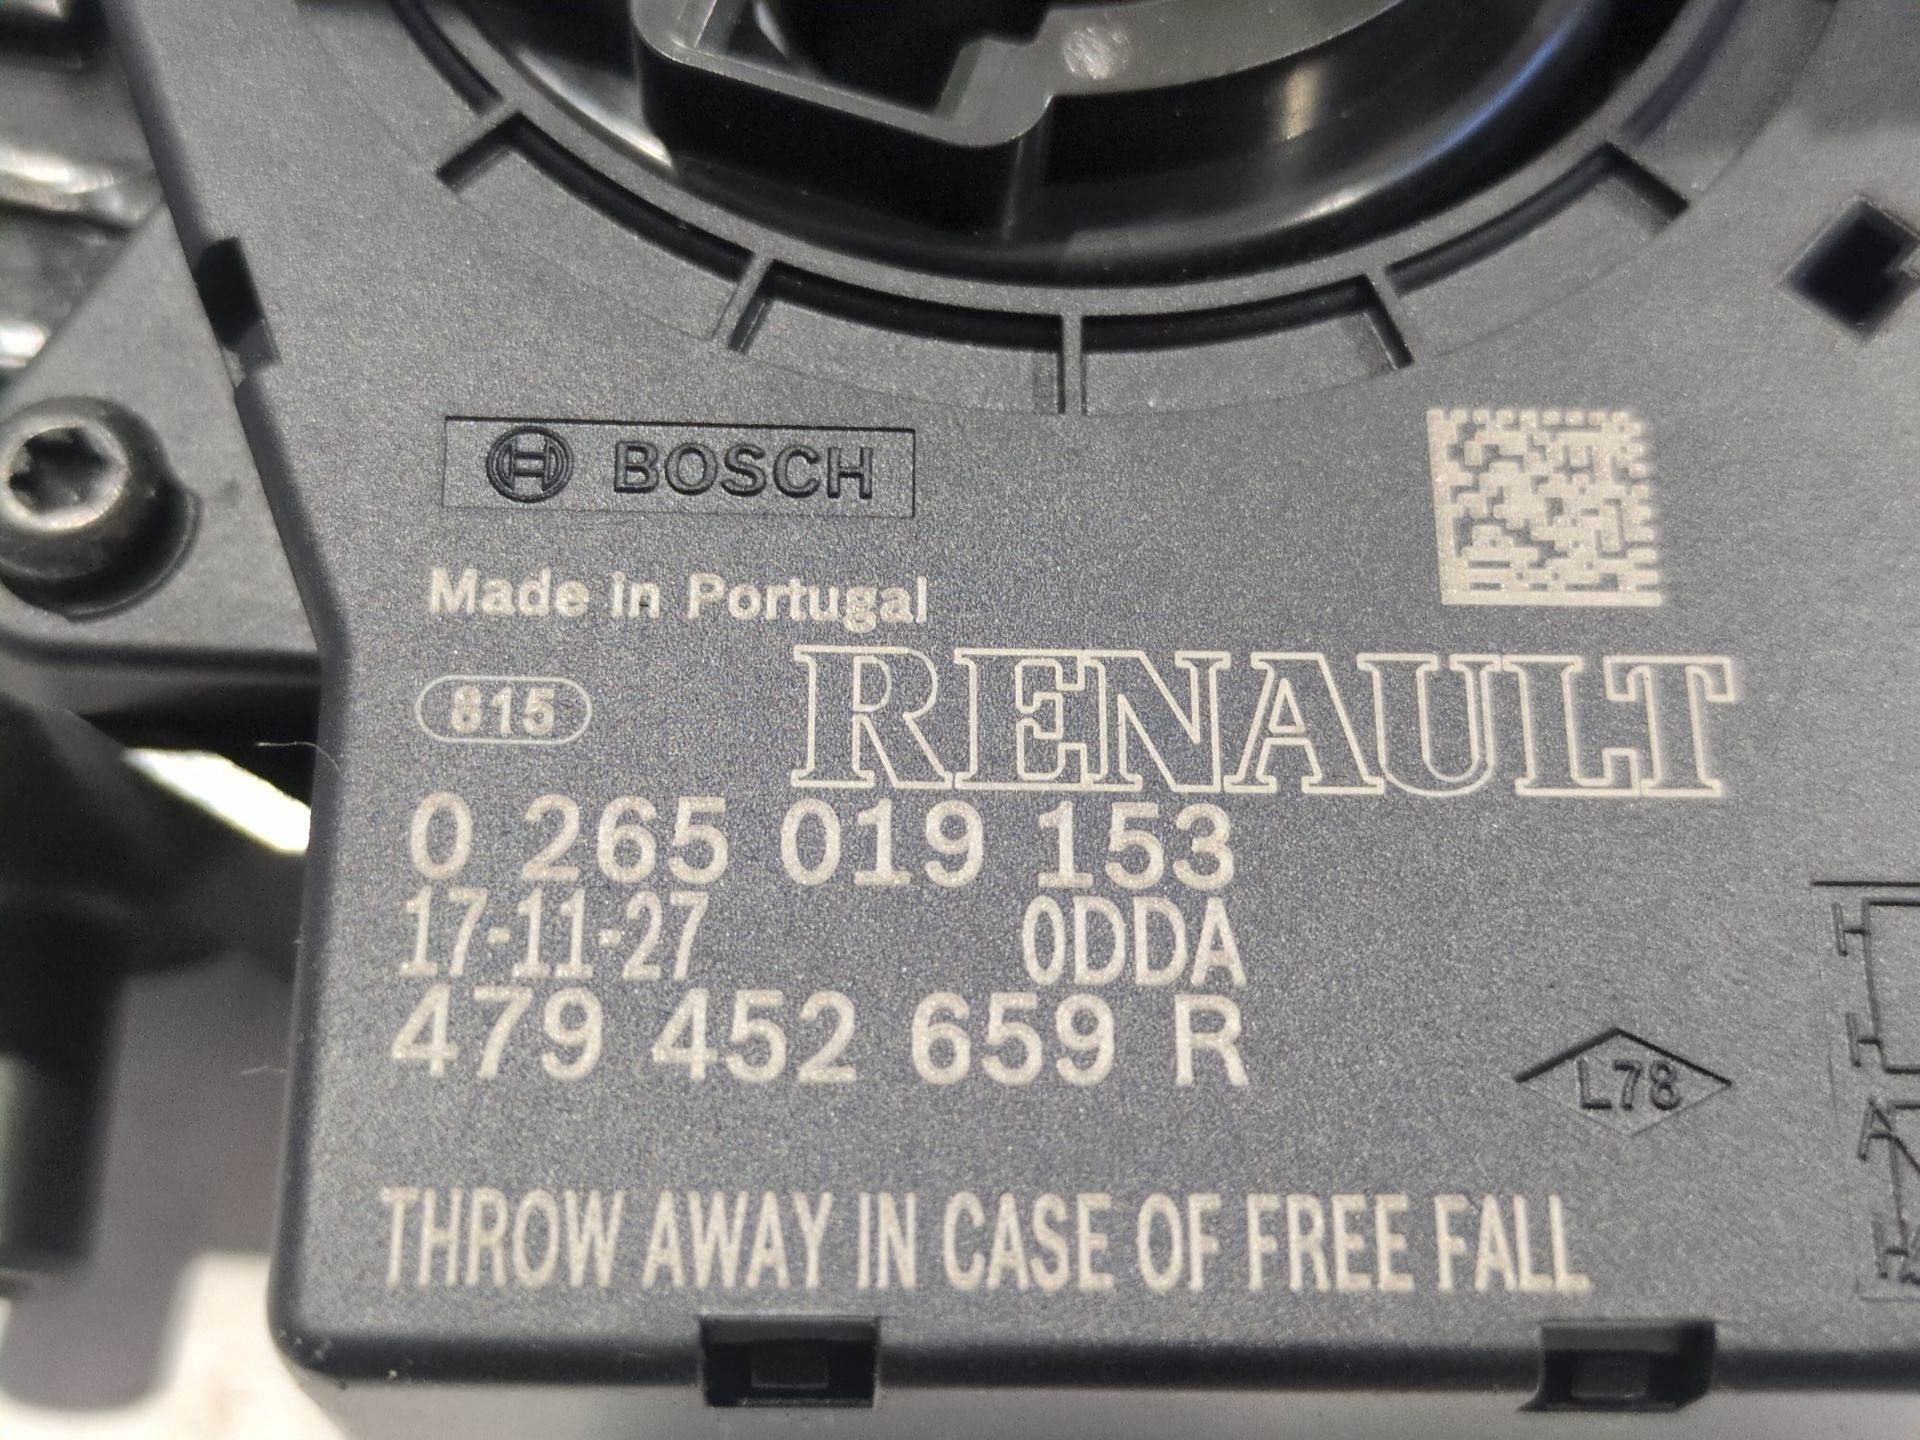 BOSCH
Made in Portugal
815
RENAULT
0 265 019 153
17-11-27 0DDA
479 452 659 R
L78
THROW AWAY IN CASE OF FREE FALL